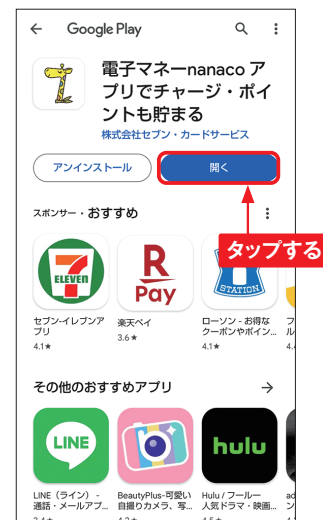 Google Play
電子マネーnanaco ア
プリでチャージ・ポイ
ントも貯まる
株式会社セブン・カードサービス
アンインストール
開く
スポンサー・おすすめ
タップする
ELEVEN
R
Pay
STATION
セブン‐イレブンア
プリ
4.1★
楽天ペイ
3.6★
ローソン - お得な
クーポンやポイン...
4.1★
フ
ル
4.
その他のおすすめアプリ
LINE
hulu
LINE（ライン） -
通話・メールアプ...
BeautyPlus-可愛い
自撮りカメラ、写...
Hulu / フールー
人気ドラマ・映画...
ad